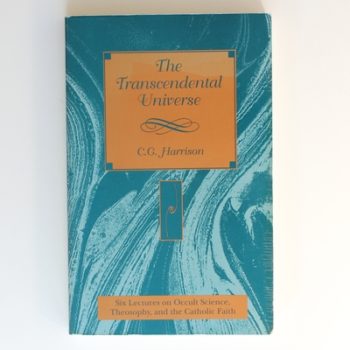 The
Transcendental
Universe
C.G. Harrison
Six Lectures on Occult Science,
Theosophy, and the Catholic Faith